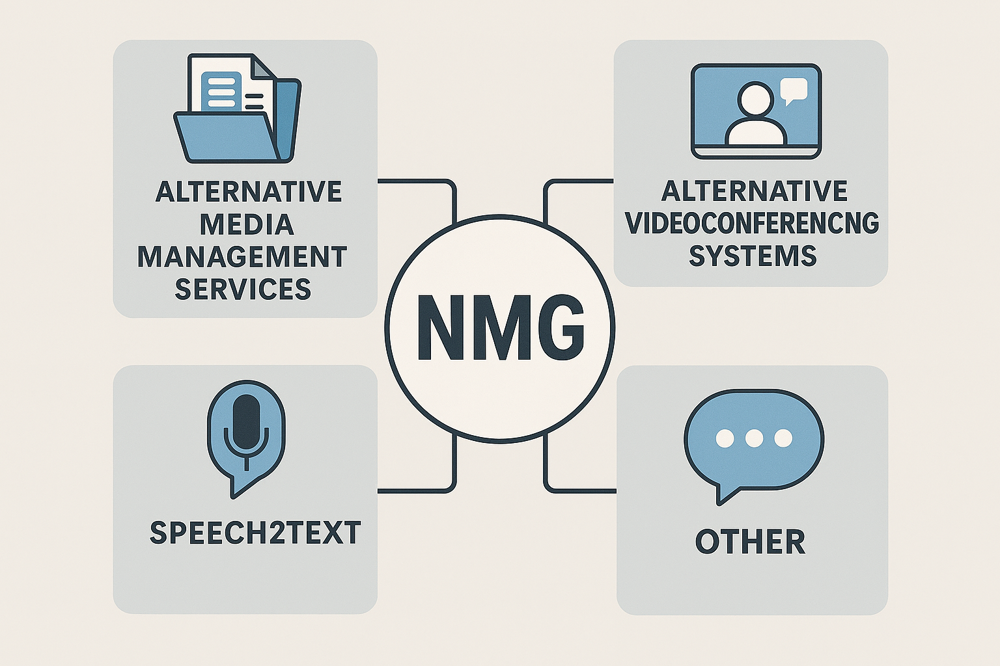 ALTERNATIVE
MEDIA
MANAGEMENT
SERVICES
ALTERNATIVE
VIDEOCONFERENCNG
SYSTEMS
NMG
SPEECH2TEXT
OTHER